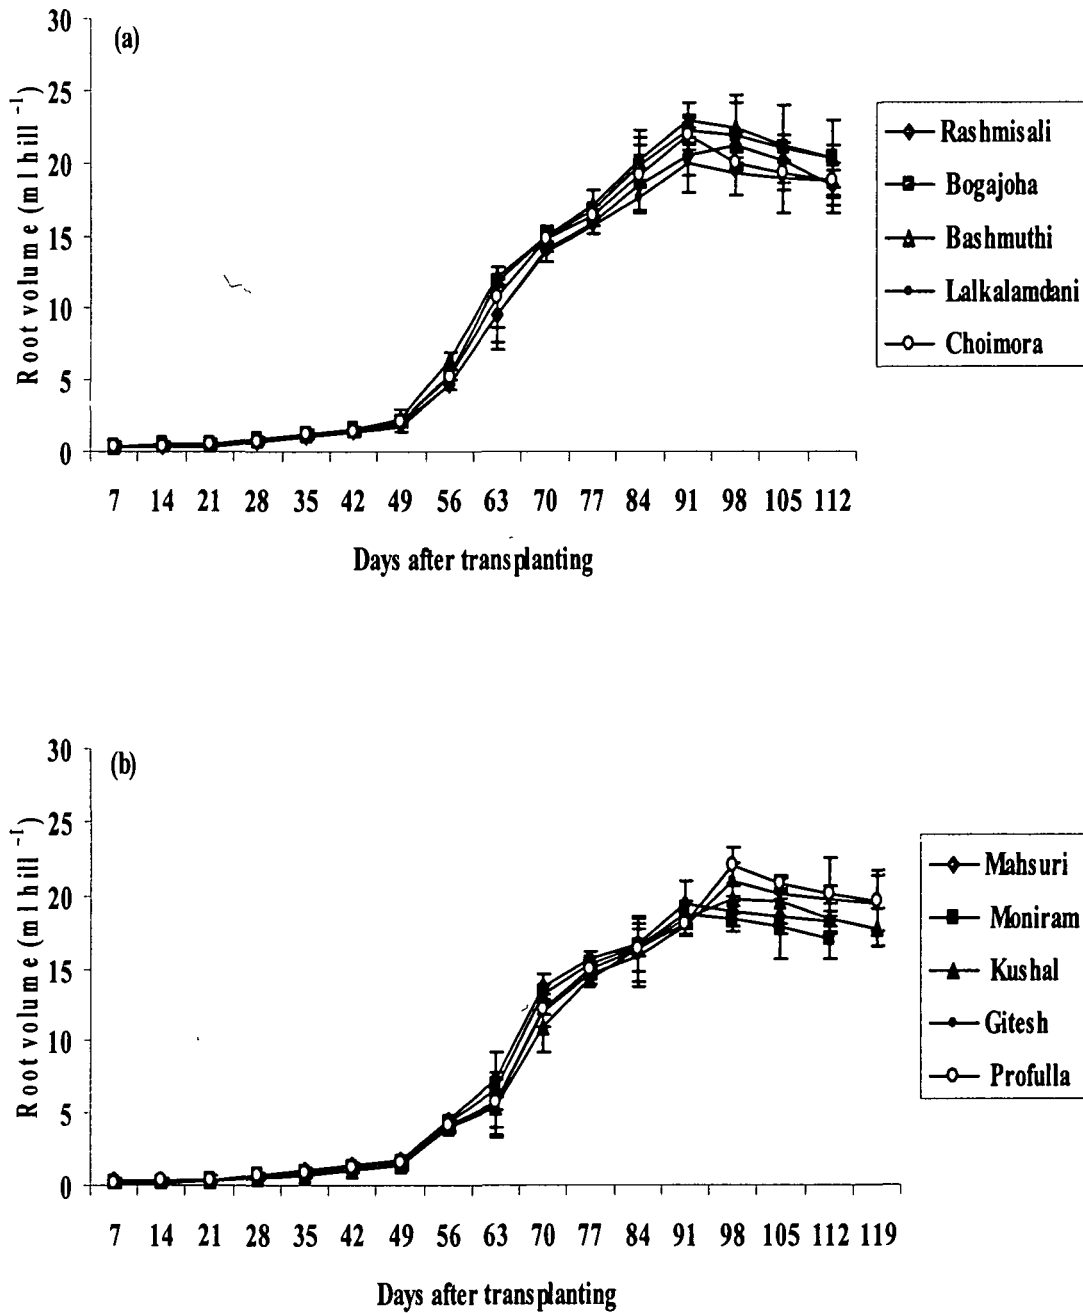 (a)
Root volume (ml hill ⁻¹)
30
25
20
15
10
5
0
7 14 21 28 35 42 49 56 63 70 77 84 91 98 105 112
Days after transplanting
Rashmisali
Bogajoha
Bashmuthi
Lalkalamdani
Choimora
(b)
Root volume (ml hill ⁻¹)
30
25
20
15
10
5
0
7 14 21 28 35 42 49 56 63 70 77 84 91 98 105 112 119
Days after transplanting
Mahsuri
Moniram
Kushal
Gitesh
Profulla